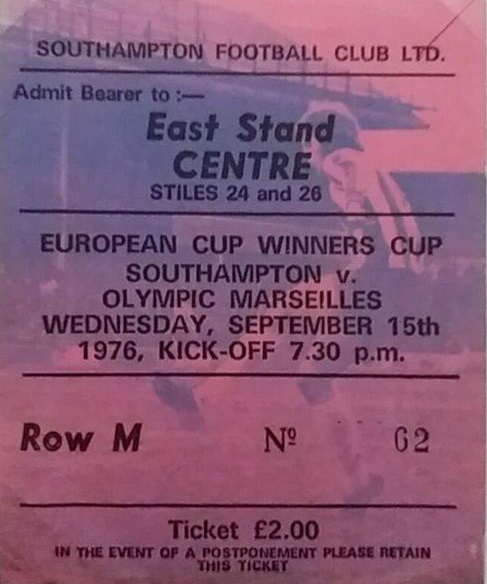 SOUTHAMPTON FOOTBALL CLUB LTD.
Admit Bearer to :—
East Stand
CENTRE
STILES 24 and 26
EUROPEAN CUP WINNERS CUP
SOUTHAMPTON v.
OLYMPIC MARSEILLES
WEDNESDAY, SEPTEMBER 15th
1976, KICK-OFF 7.30 p.m.
Row M Nº 62
Ticket £2.00
IN THE EVENT OF A POSTPONEMENT PLEASE RETAIN
THIS TICKET